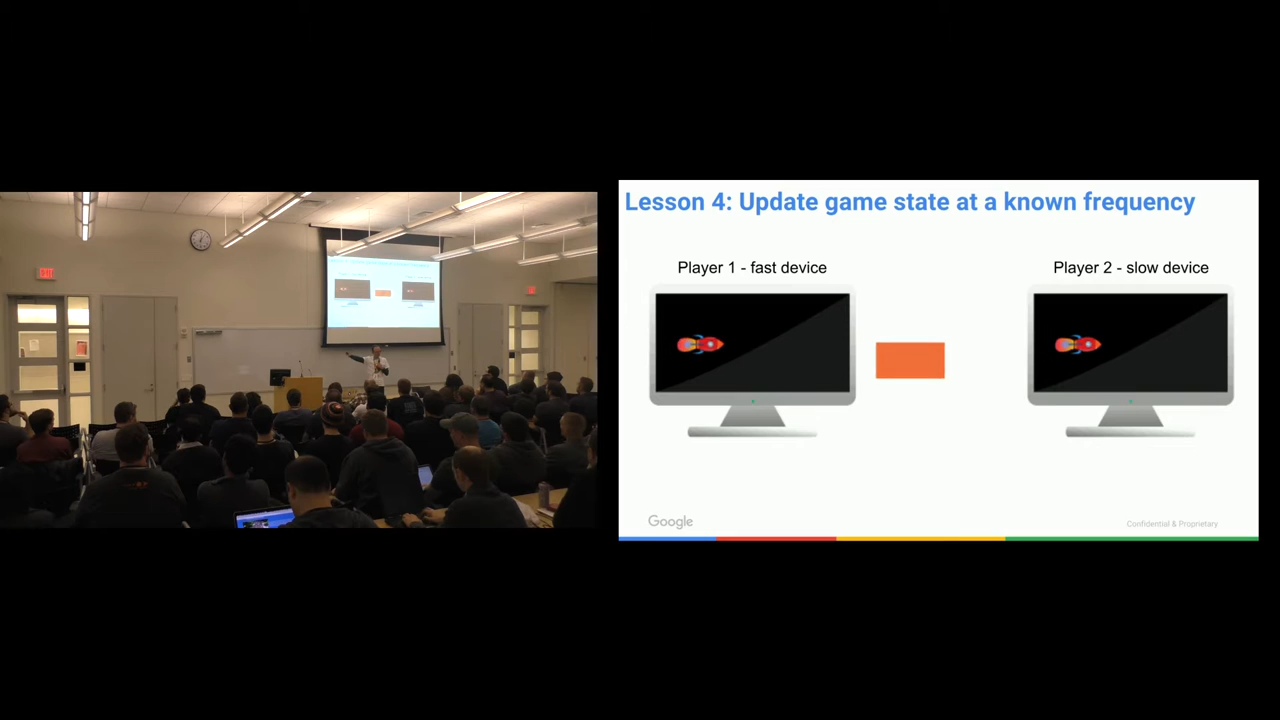 EXIT
Lesson 4: Update game state at a known frequency
Player 1 - fast device
Player 2 - slow device
Google
Confidential & Proprietary